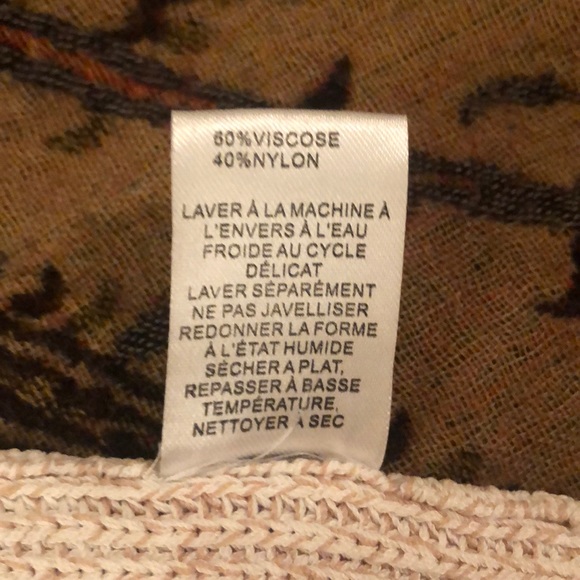 60%VISCOSE
40%NYLON
LAVER À LA MACHINE À
L'ENVERS À L'EAU
FROIDE AU CYCLE
DÉLICAT
LAVER SÉPARÉMENT
NE PAS JAVELLISER
REDONNER LA FORME
À L'ÉTAT HUMIDE
SÉCHER A PLAT,
REPASSER À BASSE
TEMPÉRATURE,
NETTOYER À SEC